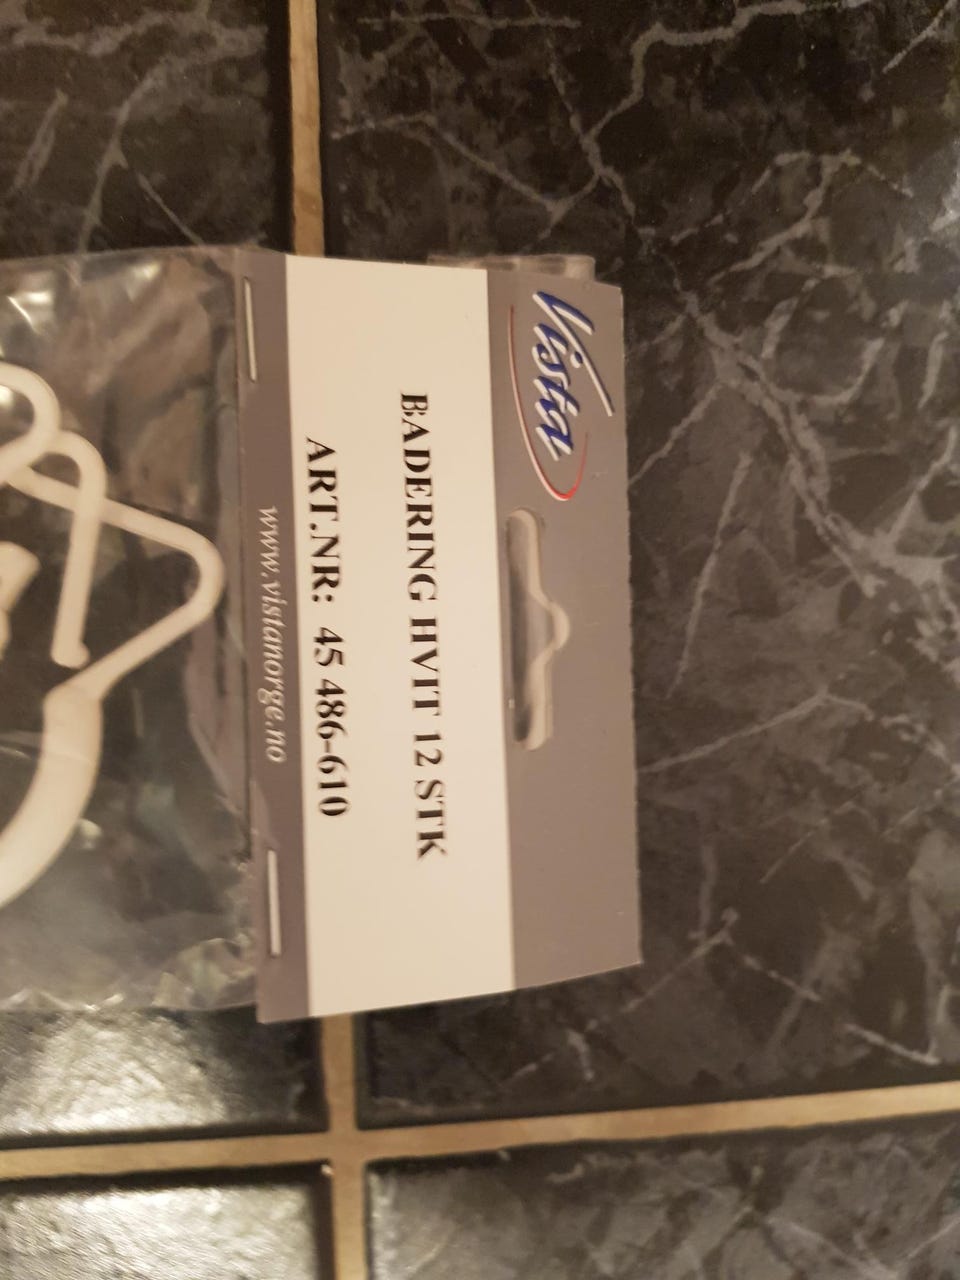 Vista
BADERING HVIT 12 STK
ART.NR: 45 486-610
www.vistanorge.no